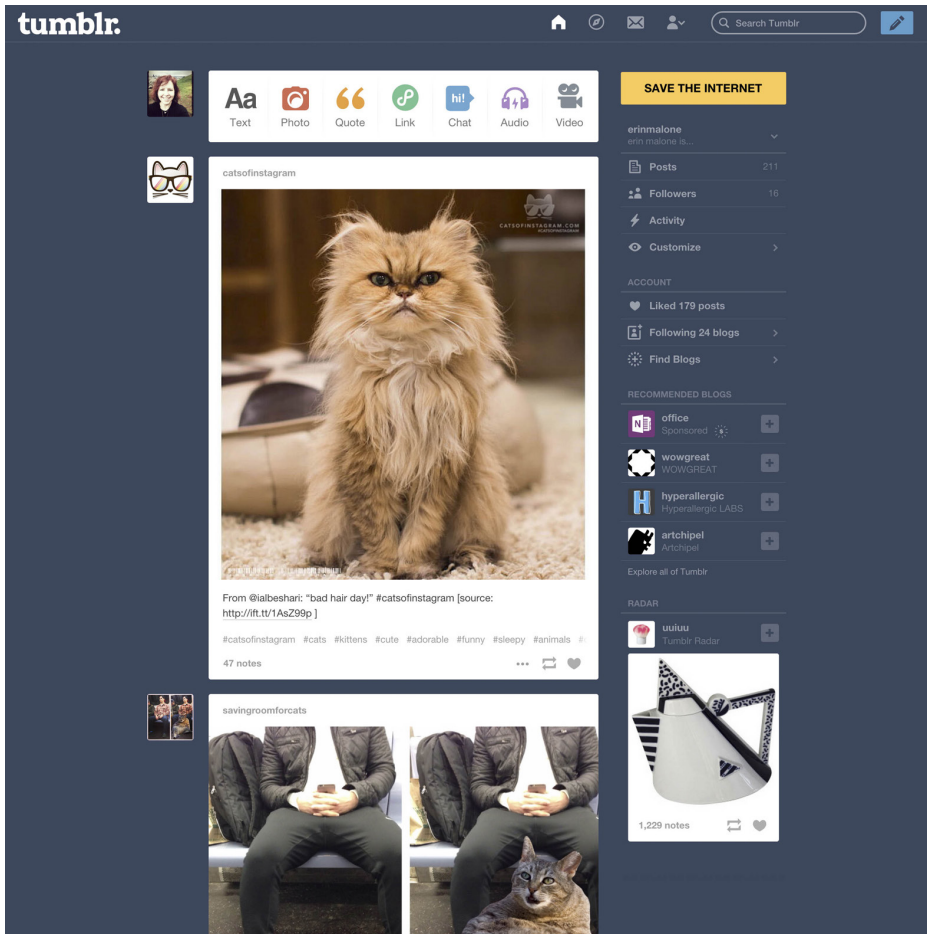 tumblr.
Search Tumblr
Aa
hi!
Text
Photo
Quote
Link
Chat
Audio
Video
catsofinstagram
CATSOFINSTAGRAM.COM
#CATSOFINSTAGRAM
From @ialbeshari: “bad hair day!” #catsofinstagram [source:
http://ift.tt/1AsZ99p ]
#catsofinstagram #cats #kittens #cute #adorable #funny #sleepy #animals
47 notes
savingroomforcats
SAVE THE INTERNET
erinmalone
erin malone is...
Posts 211
Followers 16
Activity
Customize
ACCOUNT
Liked 179 posts
Following 24 blogs
Find Blogs
RECOMMENDED BLOGS
N
office
Sponsored
wowgreat
WOWGREAT
H
hyperallergic
Hyperallergic LABS
artchipel
Artchipel
Explore all of Tumblr
RADAR
uuiuu
Tumblr Radar
1,229 notes